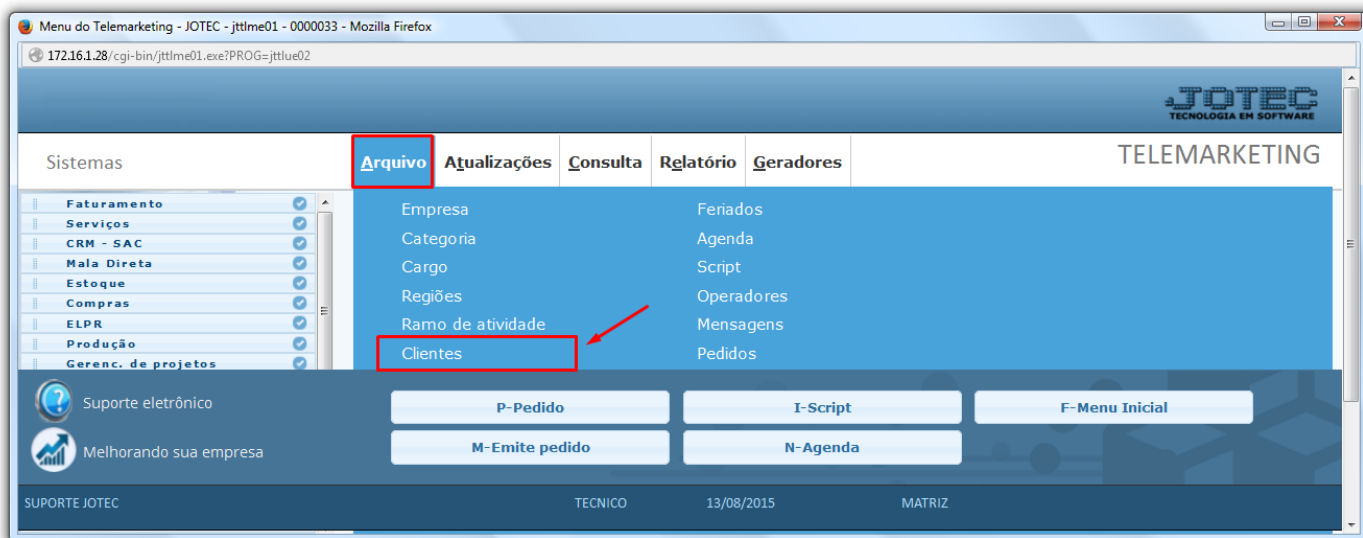 Menu do Telemarketing - JOTEC - jttlme01 - 0000033 - Mozilla Firefox
172.16.1.28/cgi-bin/jttlme01.exe?PROG=jttlue02
JOTEC
TECNOLOGIA EM SOFTWARE
Sistemas
Arquivo Atualizações Consulta Relatório Geradores
TELEMARKETING
Faturamento
Serviços
CRM - SAC
Mala Direta
Estoque
Compras
ELPR
Produção
Gerenc. de projetos
Empresa Feriados
Categoria Agenda
Cargo Script
Regiões Operadores
Ramo de atividade Mensagens
Clientes Pedidos
Suporte eletrônico
Melhorando sua empresa
P-Pedido I-Script F-Menu Inicial
M-Emite pedido N-Agenda
SUPORTE JOTEC TECNICO 13/08/2015 MATRIZ